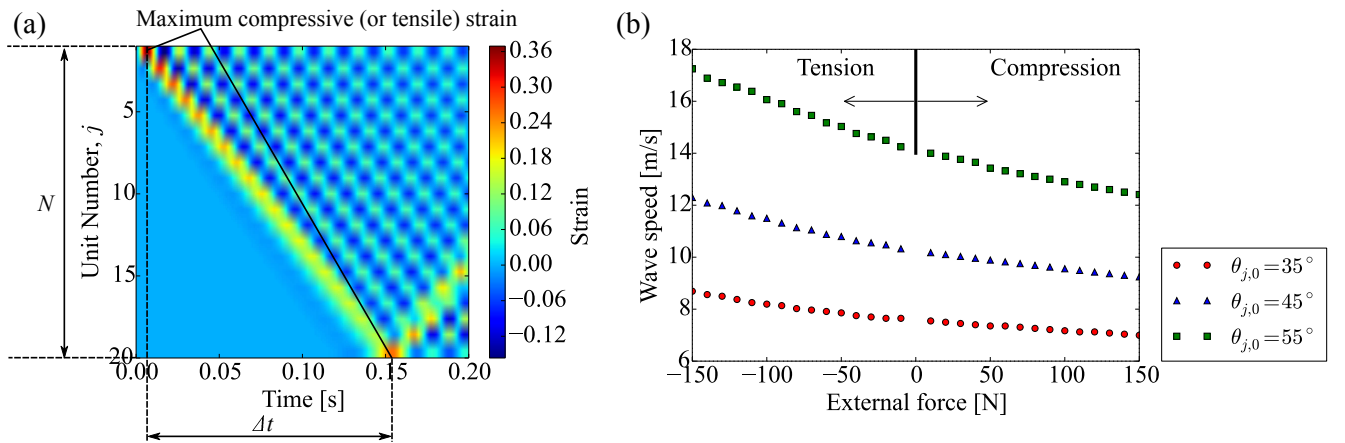 (a)
Maximum compressive (or tensile) strain
N
Unit Number, j
5
10
15
20
0.00
0.05
0.10
0.15
0.20
Time [s]
Δt
0.36
0.30
0.24
0.18
0.12
0.06
0.00
−0.06
−0.12
Strain
(b)
Tension
Compression
Wave speed [m/s]
18
16
14
12
10
8
6
−150
−100
−50
0
50
100
150
External force [N]
θj,0=35°
θj,0=45°
θj,0=55°